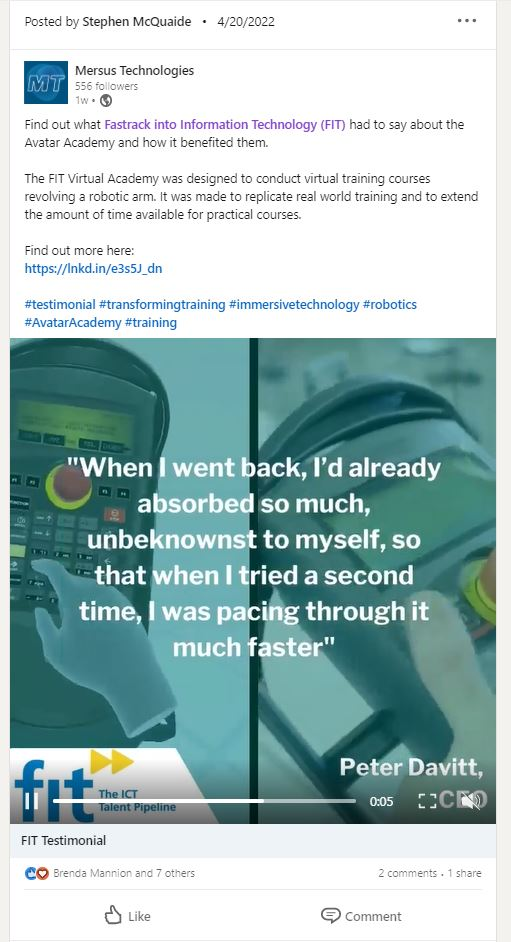 Posted by Stephen McQuaide • 4/20/2022
MT
Mersus Technologies
556 followers
1w •
Find out what Fastrack into Information Technology (FIT) had to say about the
Avatar Academy and how it benefited them.
The FIT Virtual Academy was designed to conduct virtual training courses
revolving a robotic arm. It was made to replicate real world training and to extend
the amount of time available for practical courses.
Find out more here:
https://lnkd.in/e3s5J_dn
#testimonial #transformingtraining #immersivetechnology #robotics
#AvatarAcademy #training
"When I went back, I'd already
absorbed so much,
unbeknownst to myself, so
that when I tried a second
time, I was pacing through it
much faster"
Peter Davitt,
CEO
fit
The ICT
Talent Pipeline
0:05
FIT Testimonial
Brenda Mannion and 7 others
2 comments • 1 share
Like
Comment